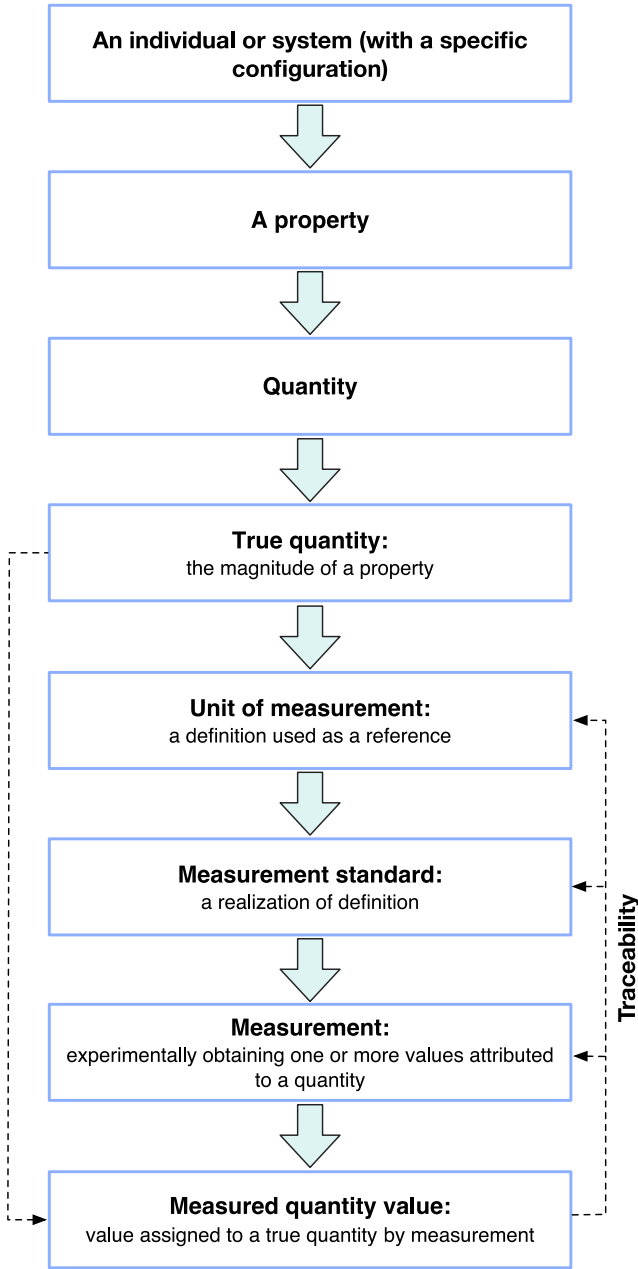 An individual or system (with a specific
configuration)
A property
Quantity
True quantity:
the magnitude of a property
Unit of measurement:
a definition used as a reference
Measurement standard:
a realization of definition
Measurement:
experimentally obtaining one or more values attributed
to a quantity
Measured quantity value:
value assigned to a true quantity by measurement
Traceability